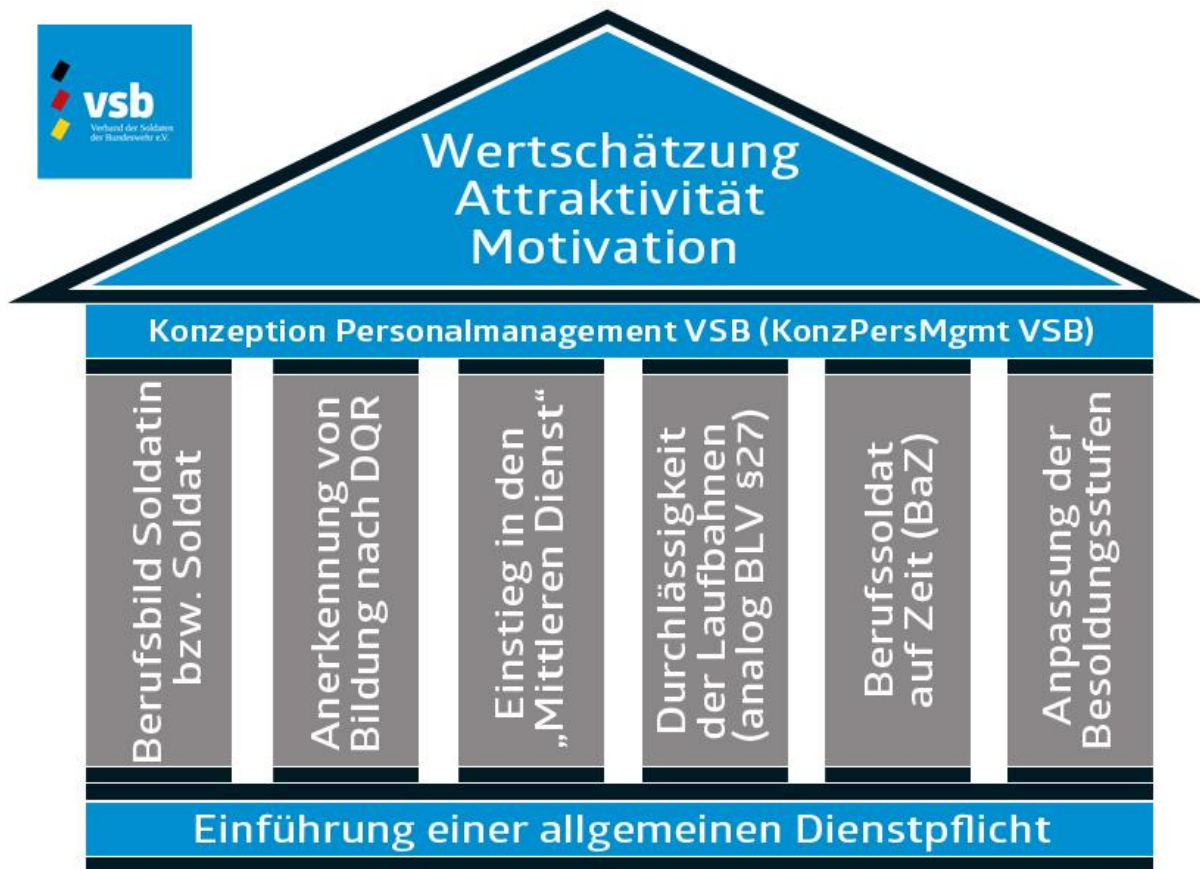 vsb
Verband der Soldaten
der Bundeswehr e.V.
Wertschätzung
Attraktivität
Motivation
Konzeption Personalmanagement VSB (KonzPersMgmt VSB)
Berufsbild Soldatin
bzw. Soldat
Anerkennung von
Bildung nach DQR
Einstieg in den
„Mittleren Dienst“
Durchlässigkeit
der Laufbahnen
(analog BLV §27)
Berufssoldat
auf Zeit (BaZ)
Anpassung der
Besoldungsstufen
Einführung einer allgemeinen Dienstpflicht